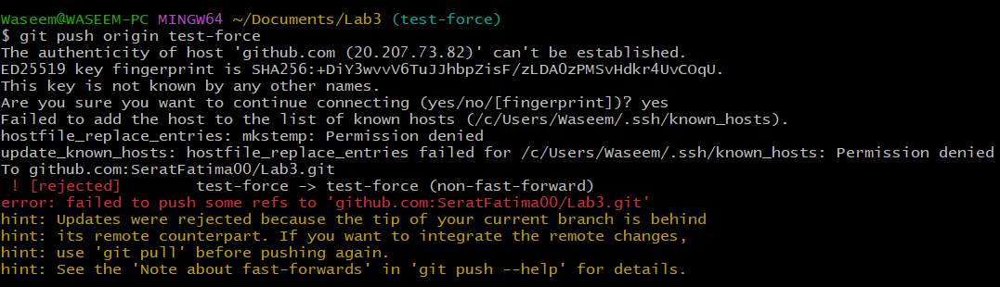 Waseem@WASEEM-PC MINGW64 ~/Documents/Lab3 (test-force)
$ git push origin test-force
The authenticity of host 'github.com (20.207.73.82)' can't be established.
ED25519 key fingerprint is SHA256:+DiY3wvvV6TuJJhbpZisF/zLDA0zPMSvHdkr4UvCOqU.
This key is not known by any other names.
Are you sure you want to continue connecting (yes/no/[fingerprint])? yes
Failed to add the host to the list of known hosts (/c/Users/Waseem/.ssh/known_hosts).
hostfile_replace_entries: mkstemp: Permission denied
update_known_hosts: hostfile_replace_entries failed for /c/Users/Waseem/.ssh/known_hosts: Permission denied
To github.com:SeratFatima00/Lab3.git
 ! [rejected]        test-force -> test-force (non-fast-forward)
error: failed to push some refs to 'github.com:SeratFatima00/Lab3.git'
hint: Updates were rejected because the tip of your current branch is behind
hint: its remote counterpart. If you want to integrate the remote changes,
hint: use 'git pull' before pushing again.
hint: See the 'Note about fast-forwards' in 'git push --help' for details.